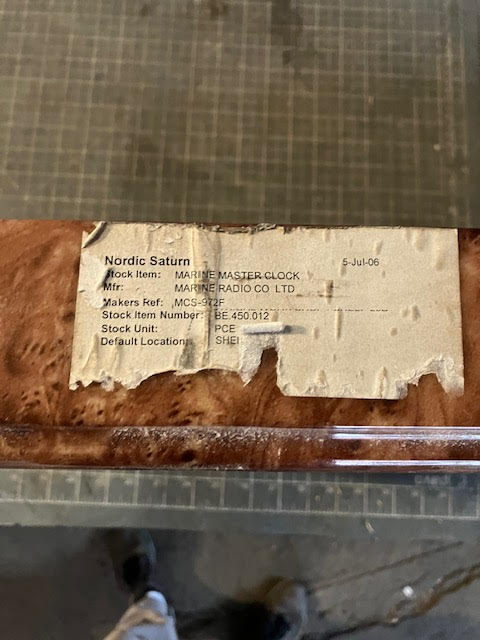 Nordic Saturn 5-Jul-06
Stock Item: MARINE MASTER CLOCK
Mfr: MARINE RADIO CO LTD
Makers Ref: MCS-972F
Stock Item Number: BE.450.012
Stock Unit: PCE
Default Location: